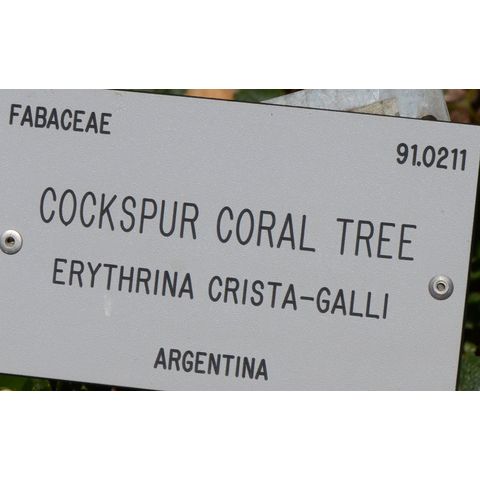 FABACEAE
91.0211
COCKSPUR CORAL TREE
ERYTHRINA CRISTA-GALLI
ARGENTINA